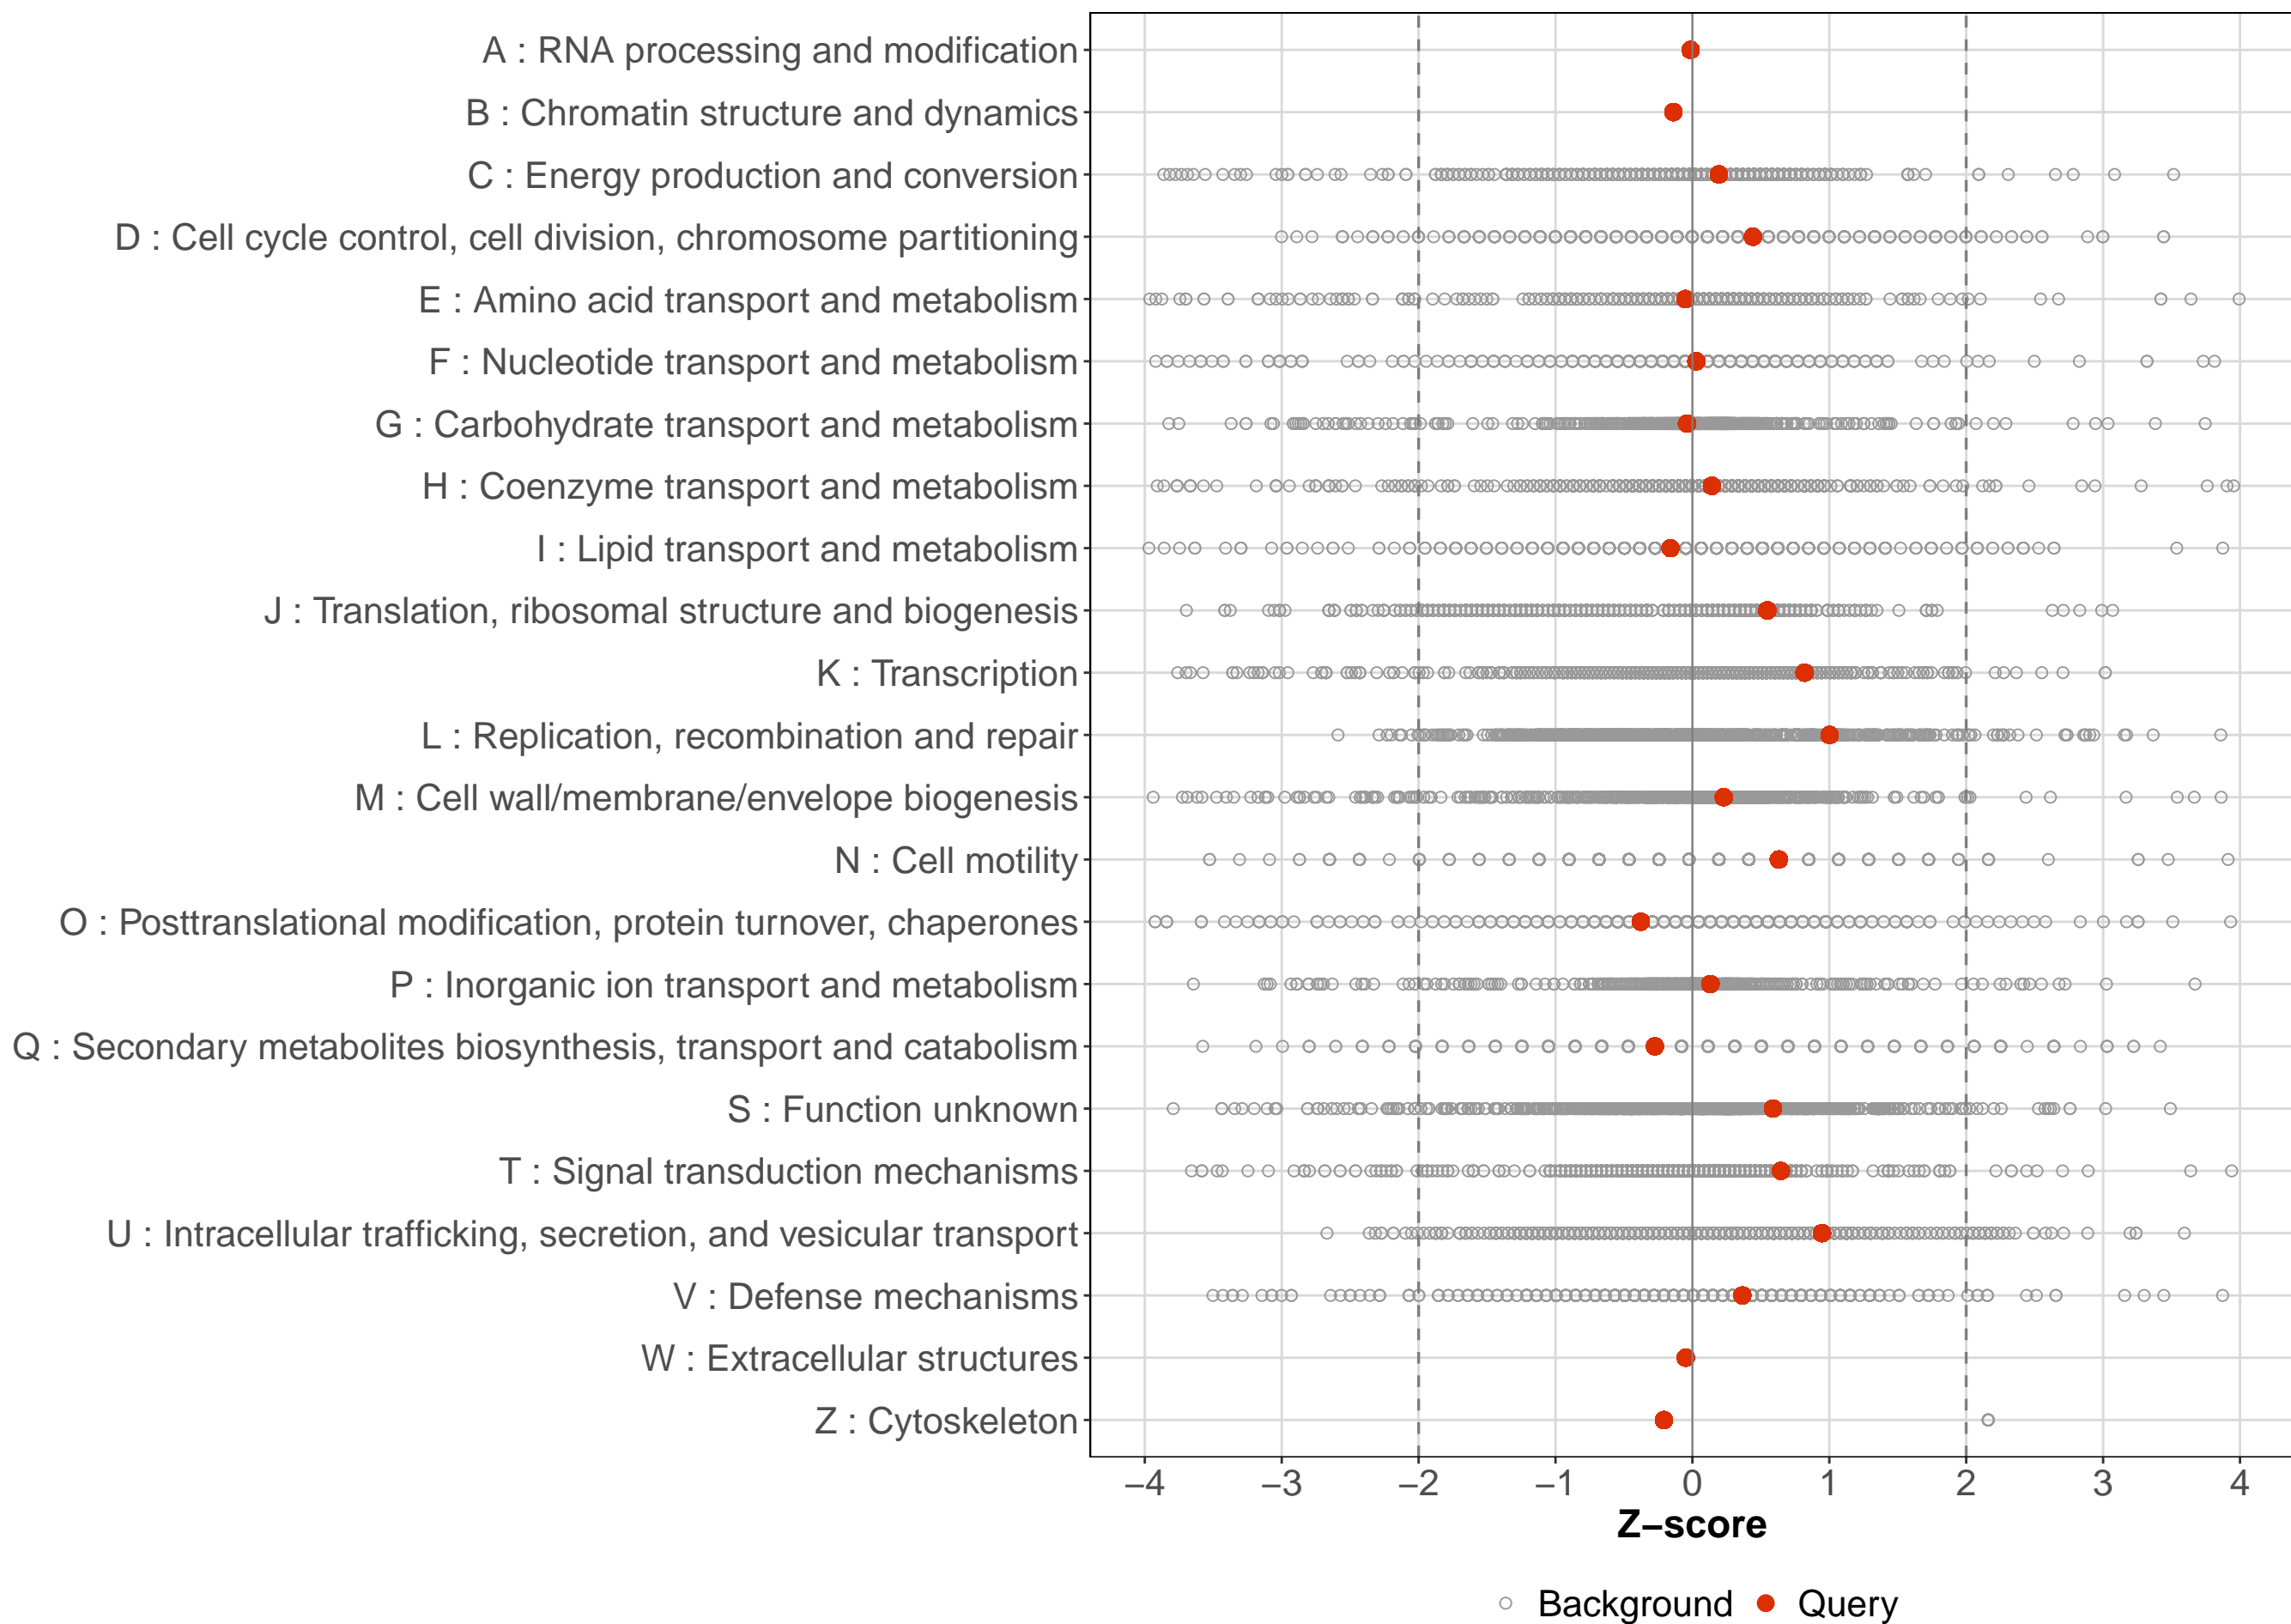 A : RNA processing and modification
B : Chromatin structure and dynamics
C : Energy production and conversion
D : Cell cycle control, cell division, chromosome partitioning
E : Amino acid transport and metabolism
F : Nucleotide transport and metabolism
G : Carbohydrate transport and metabolism
H : Coenzyme transport and metabolism
I : Lipid transport and metabolism
J : Translation, ribosomal structure and biogenesis
K : Transcription
L : Replication, recombination and repair
M : Cell wall/membrane/envelope biogenesis
N : Cell motility
O : Posttranslational modification, protein turnover, chaperones
P : Inorganic ion transport and metabolism
Q : Secondary metabolites biosynthesis, transport and catabolism
S : Function unknown
T : Signal transduction mechanisms
U : Intracellular trafficking, secretion, and vesicular transport
V : Defense mechanisms
W : Extracellular structures
Z : Cytoskeleton
−4 −3 −2 −1 0 1 2 3 4
Z−score
Background Query